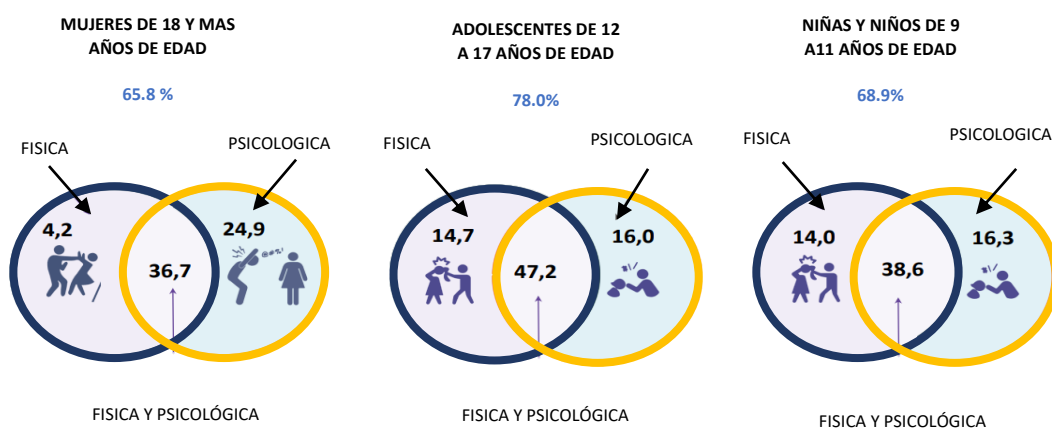 MUJERES DE 18 Y MAS
AÑOS DE EDAD
65.8 %
FISICA
PSICOLOGICA
4,2
36,7
24,9
@#%!
FISICA Y PSICOLÓGICA
ADOLESCENTES DE 12
A 17 AÑOS DE EDAD
78.0%
FISICA
PSICOLOGICA
14,7
47,2
16,0
FISICA Y PSICOLÓGICA
NIÑAS Y NIÑOS DE 9
A11 AÑOS DE EDAD
68.9%
FISICA
PSICOLOGICA
14,0
38,6
16,3
FISICA Y PSICOLÓGICA